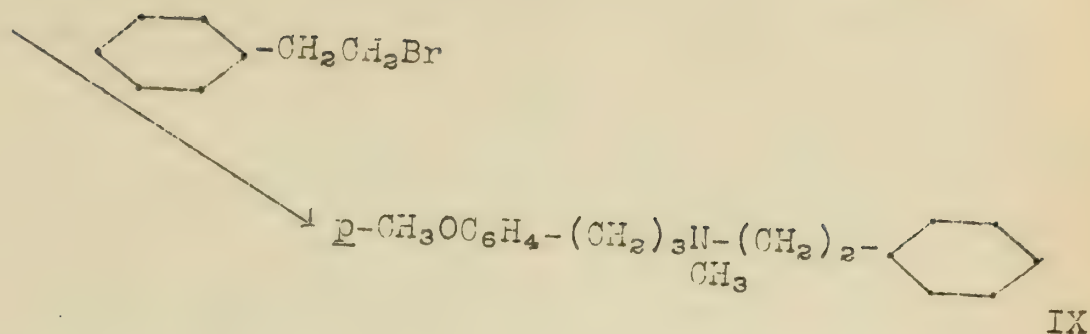 -CH₂CH₂Br
p-CH₃OC₆H₄-(CH₂)₃N-(CH₂)₂-
CH₃
IX